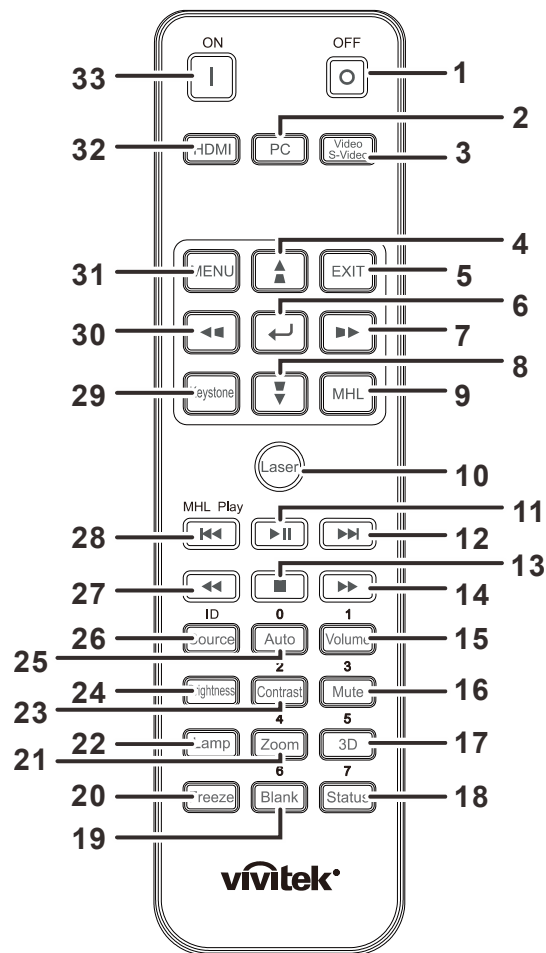 ON OFF
33 1
HDMI PC Video S-Video
32 2
3
4
MENU EXIT
31 5
6
30 7
8
Keystone MHL
29 9
Laser
10
MHL Play
11
28 12
13
27 14
ID 0 1
Source Auto Volume
26 15
25 2 3
Brightness Contrast Mute
24 16
23 4 5
Lamp Zoom 3D
22 17
21 6 7
Freeze Blank Status
20 18
19
vivitek